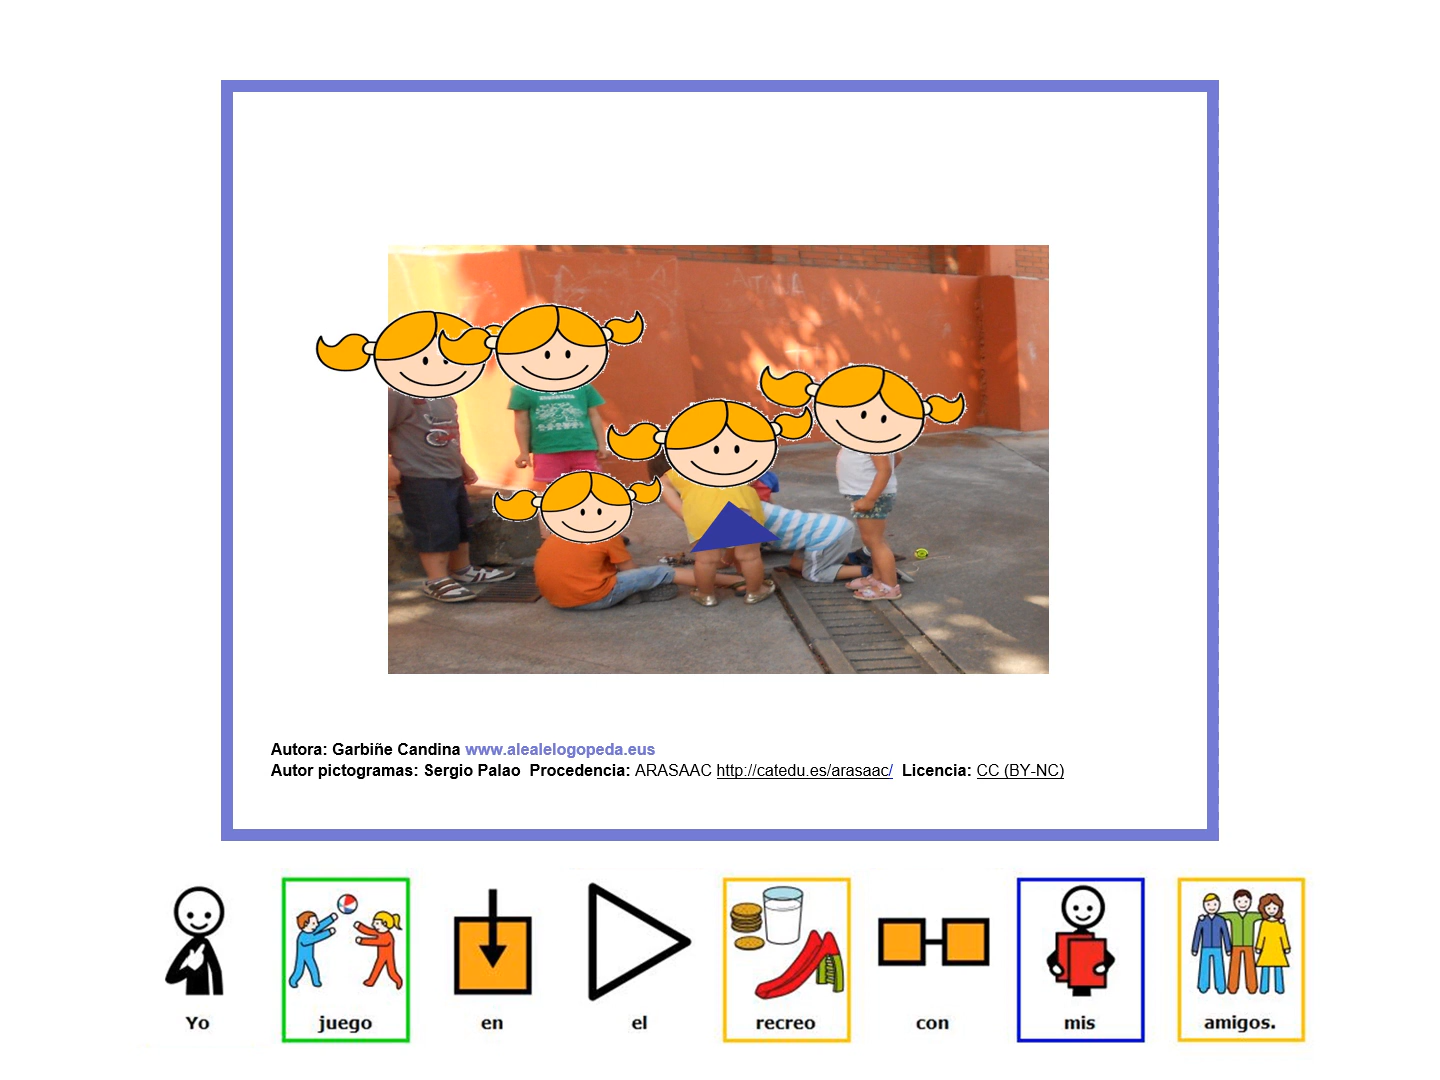 Autora: Garbiñe Candina www.alealelogopeda.eus
Autor pictogramas: Sergio Palao Procedencia: ARASAAC http://catedu.es/arasaac/ Licencia: CC (BY-NC)
Yo juego en el recreo con mis amigos.